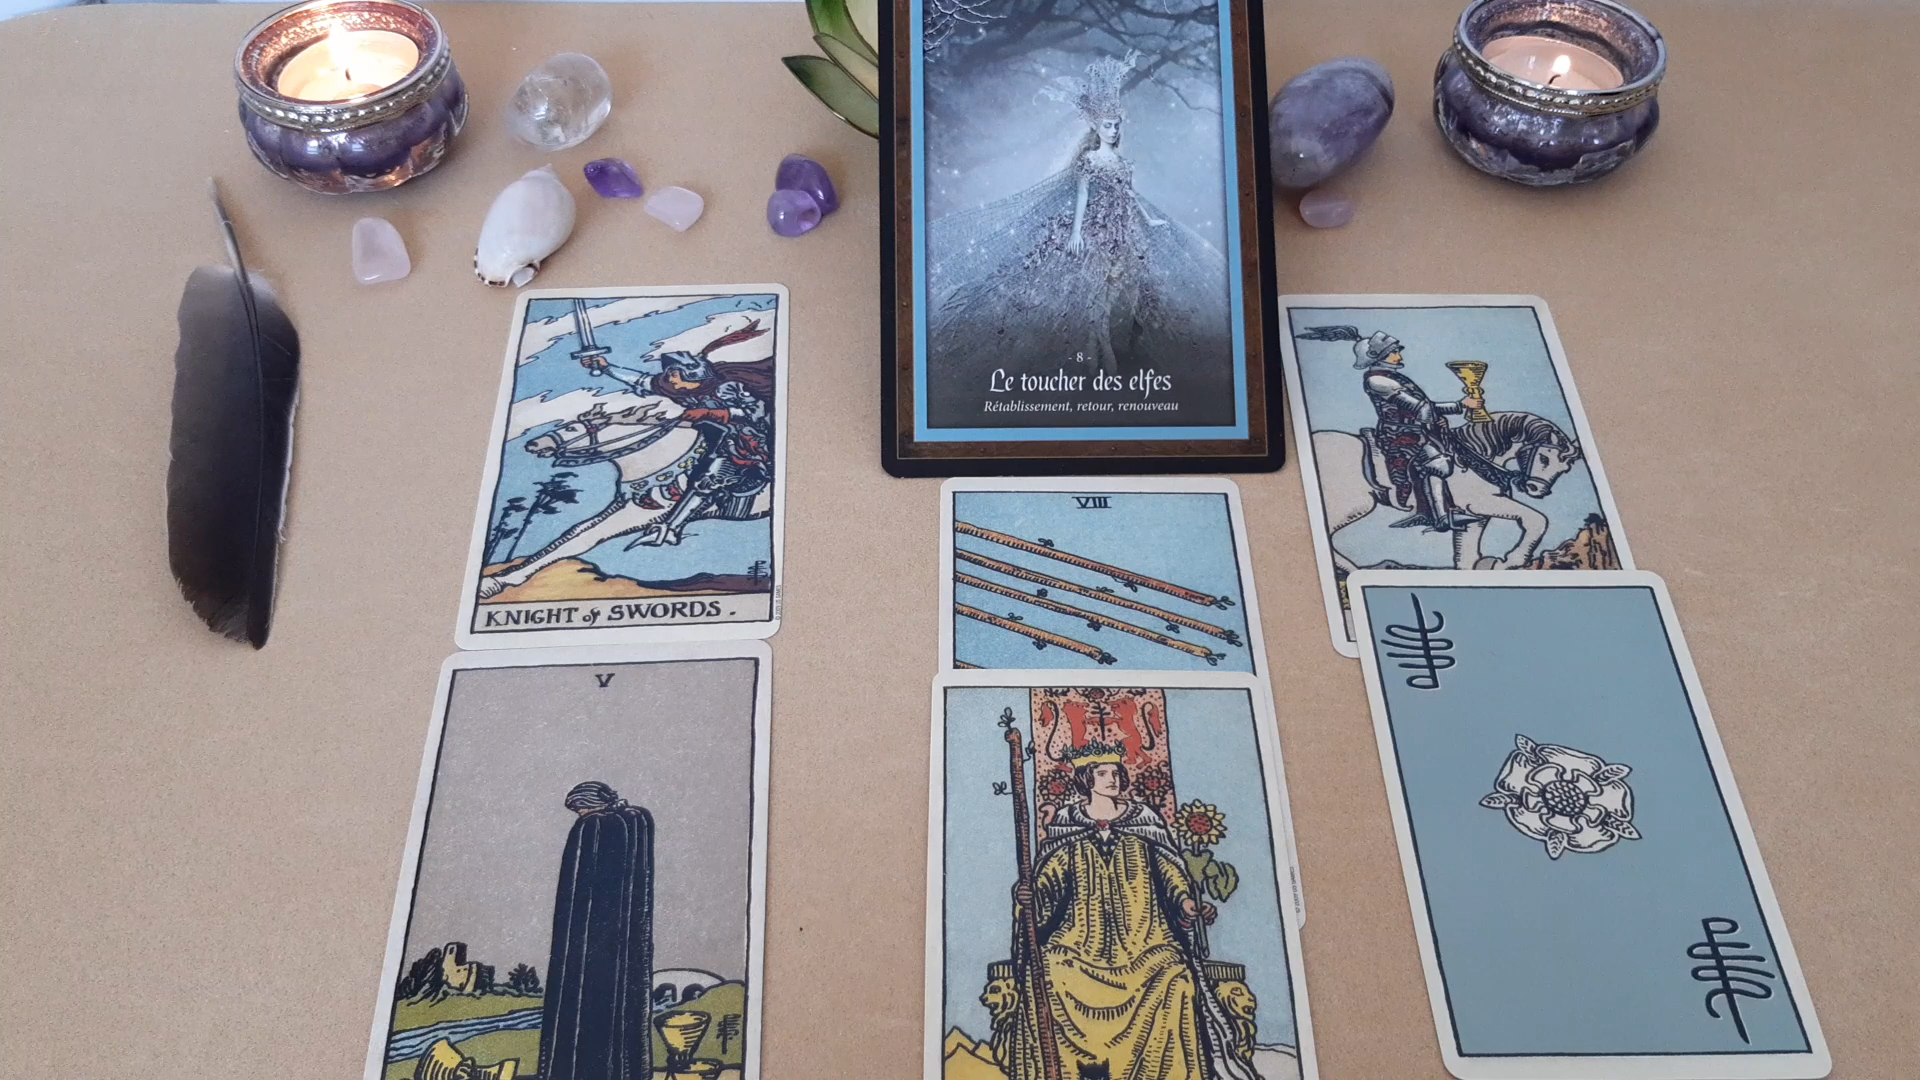 - 8 -
Le toucher des elfes
Rétablissement, retour, renouveau
KNIGHT of SWORDS.
VIII
V